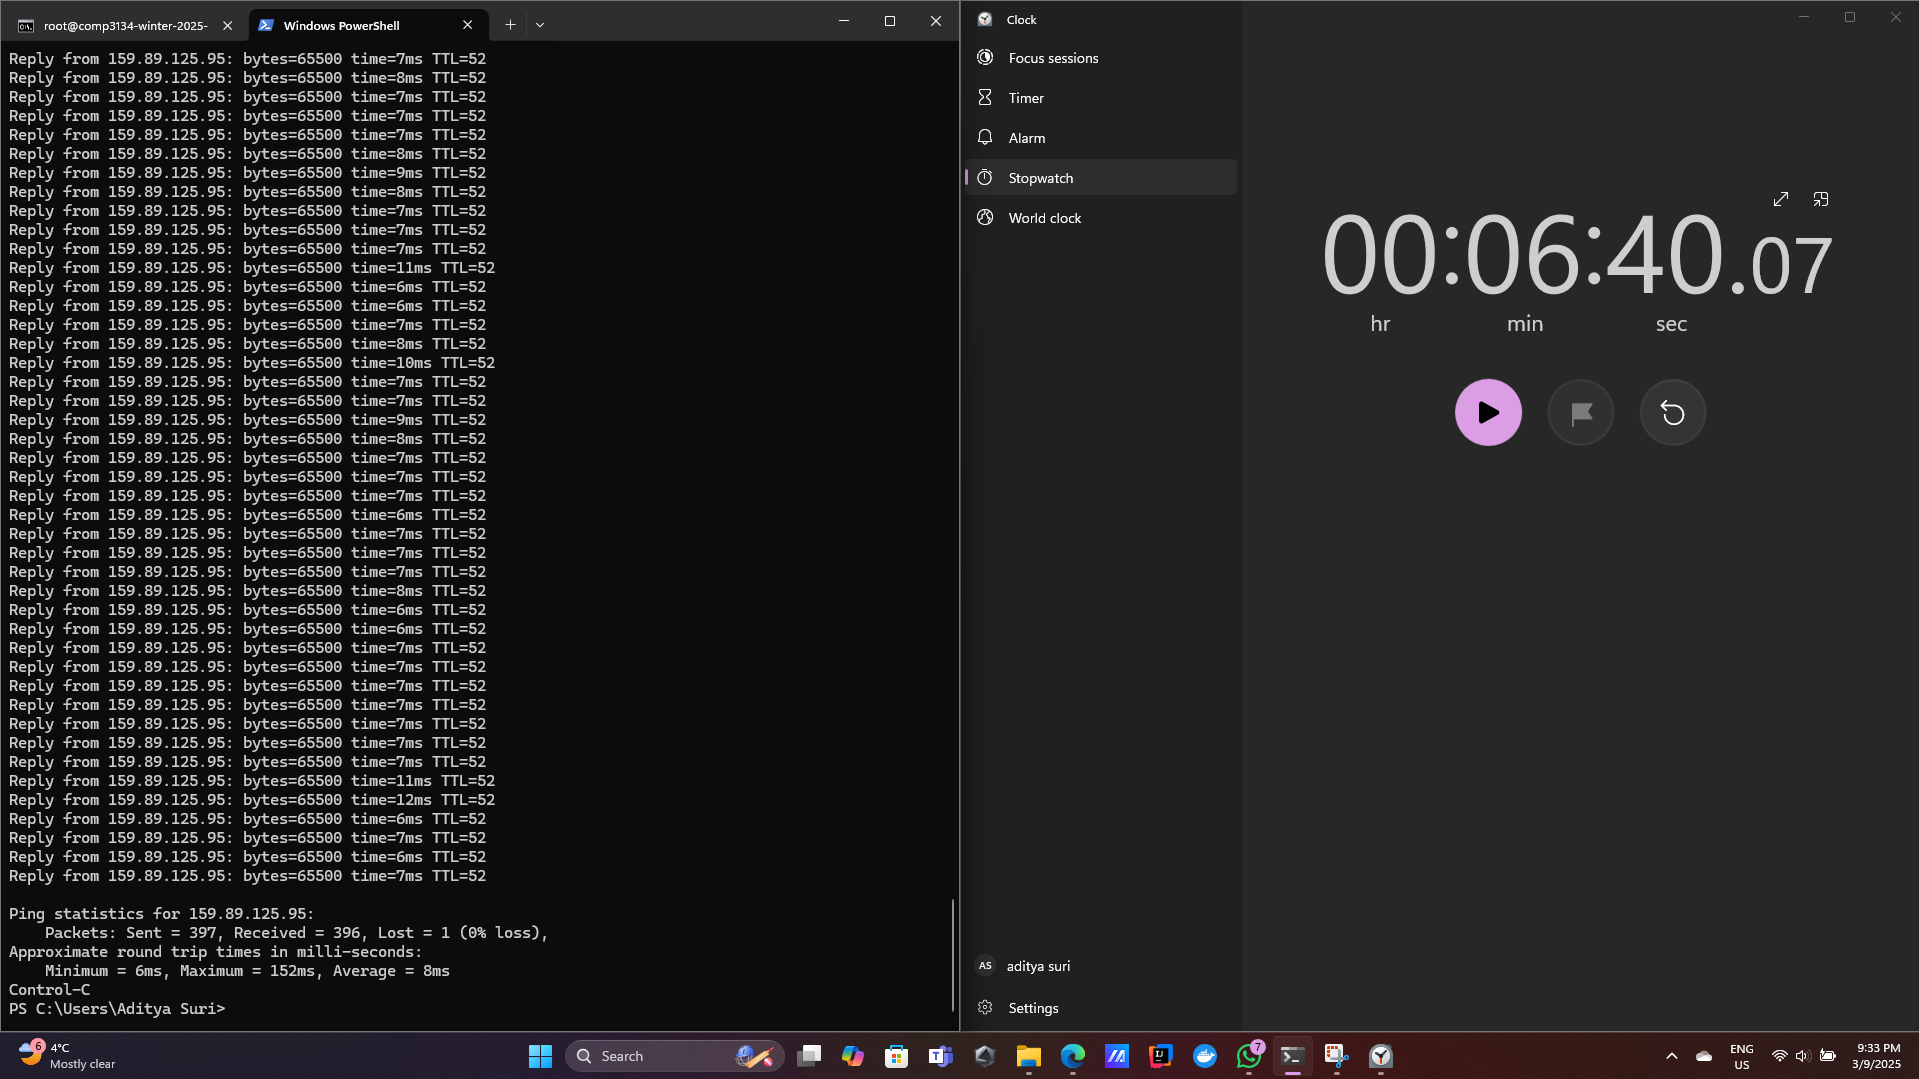 root@comp3134-winter-2025-
Windows PowerShell
Reply from 159.89.125.95: bytes=65500 time=7ms TTL=52
Reply from 159.89.125.95: bytes=65500 time=8ms TTL=52
Reply from 159.89.125.95: bytes=65500 time=7ms TTL=52
Reply from 159.89.125.95: bytes=65500 time=7ms TTL=52
Reply from 159.89.125.95: bytes=65500 time=7ms TTL=52
Reply from 159.89.125.95: bytes=65500 time=8ms TTL=52
Reply from 159.89.125.95: bytes=65500 time=9ms TTL=52
Reply from 159.89.125.95: bytes=65500 time=8ms TTL=52
Reply from 159.89.125.95: bytes=65500 time=7ms TTL=52
Reply from 159.89.125.95: bytes=65500 time=7ms TTL=52
Reply from 159.89.125.95: bytes=65500 time=7ms TTL=52
Reply from 159.89.125.95: bytes=65500 time=11ms TTL=52
Reply from 159.89.125.95: bytes=65500 time=6ms TTL=52
Reply from 159.89.125.95: bytes=65500 time=6ms TTL=52
Reply from 159.89.125.95: bytes=65500 time=7ms TTL=52
Reply from 159.89.125.95: bytes=65500 time=8ms TTL=52
Reply from 159.89.125.95: bytes=65500 time=10ms TTL=52
Reply from 159.89.125.95: bytes=65500 time=7ms TTL=52
Reply from 159.89.125.95: bytes=65500 time=7ms TTL=52
Reply from 159.89.125.95: bytes=65500 time=9ms TTL=52
Reply from 159.89.125.95: bytes=65500 time=8ms TTL=52
Reply from 159.89.125.95: bytes=65500 time=7ms TTL=52
Reply from 159.89.125.95: bytes=65500 time=7ms TTL=52
Reply from 159.89.125.95: bytes=65500 time=7ms TTL=52
Reply from 159.89.125.95: bytes=65500 time=6ms TTL=52
Reply from 159.89.125.95: bytes=65500 time=7ms TTL=52
Reply from 159.89.125.95: bytes=65500 time=7ms TTL=52
Reply from 159.89.125.95: bytes=65500 time=7ms TTL=52
Reply from 159.89.125.95: bytes=65500 time=8ms TTL=52
Reply from 159.89.125.95: bytes=65500 time=6ms TTL=52
Reply from 159.89.125.95: bytes=65500 time=6ms TTL=52
Reply from 159.89.125.95: bytes=65500 time=7ms TTL=52
Reply from 159.89.125.95: bytes=65500 time=7ms TTL=52
Reply from 159.89.125.95: bytes=65500 time=7ms TTL=52
Reply from 159.89.125.95: bytes=65500 time=7ms TTL=52
Reply from 159.89.125.95: bytes=65500 time=7ms TTL=52
Reply from 159.89.125.95: bytes=65500 time=7ms TTL=52
Reply from 159.89.125.95: bytes=65500 time=7ms TTL=52
Reply from 159.89.125.95: bytes=65500 time=11ms TTL=52
Reply from 159.89.125.95: bytes=65500 time=12ms TTL=52
Reply from 159.89.125.95: bytes=65500 time=6ms TTL=52
Reply from 159.89.125.95: bytes=65500 time=7ms TTL=52
Reply from 159.89.125.95: bytes=65500 time=6ms TTL=52
Reply from 159.89.125.95: bytes=65500 time=7ms TTL=52
Ping statistics for 159.89.125.95:
Packets: Sent = 397, Received = 396, Lost = 1 (0% loss),
Approximate round trip times in milli-seconds:
Minimum = 6ms, Maximum = 152ms, Average = 8ms
Control-C
PS C:\Users\Aditya Suri>
Clock
Focus sessions
Timer
Alarm
Stopwatch
World clock
00:06:40.07
hr min sec
AS aditya suri
Settings
6
4°C
Mostly clear
Search
7
ENG
US
9:33 PM
3/9/2025